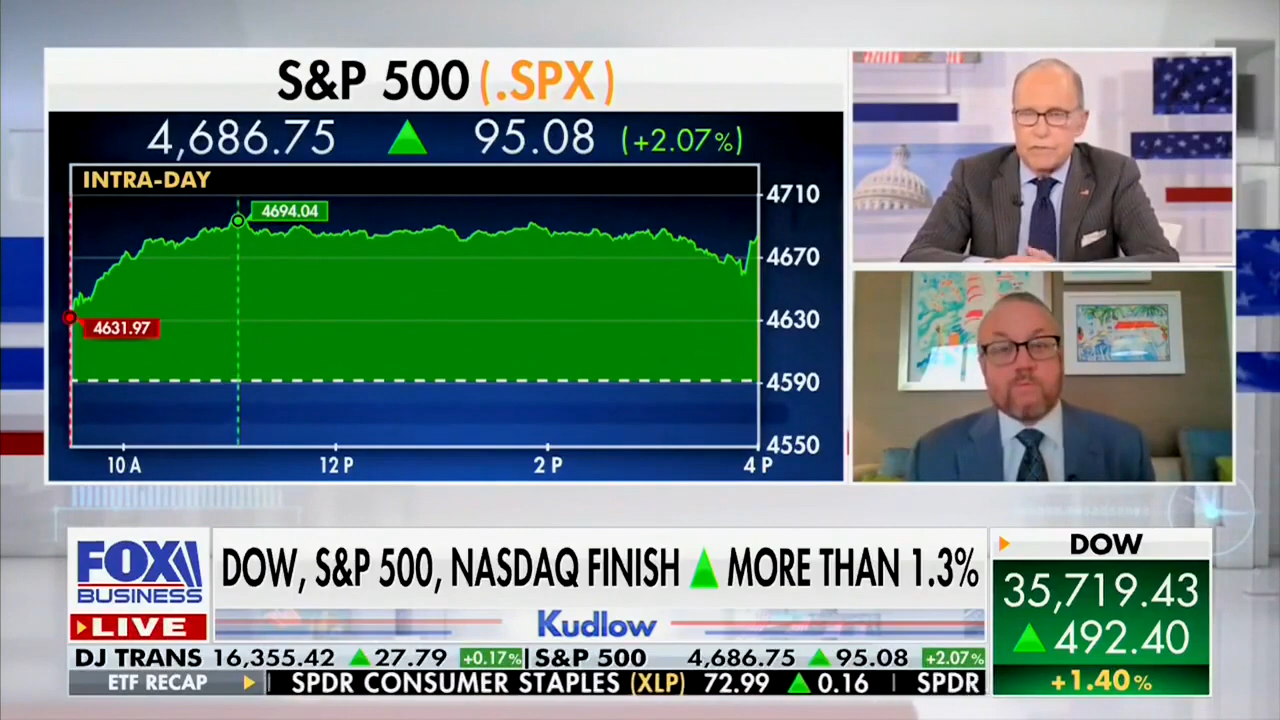 S&P 500 (.SPX)
4,686.75 ▲ 95.08 (+2.07%)
INTRA-DAY
4694.04
4631.97
4710
4670
4630
4590
4550
10 A 12 P 2 P 4 P
FOX BUSINESS
LIVE
DOW, S&P 500, NASDAQ FINISH ▲ MORE THAN 1.3%
Kudlow
DOW
35,719.43
▲ 492.40
+1.40%
DJ TRANS 16,355.42 ▲ 27.79 +0.17% | S&P 500 4,686.75 ▲ 95.08 +2.07%
ETF RECAP SPDR CONSUMER STAPLES (XLP) 72.99 ▲ 0.16 | SPDR